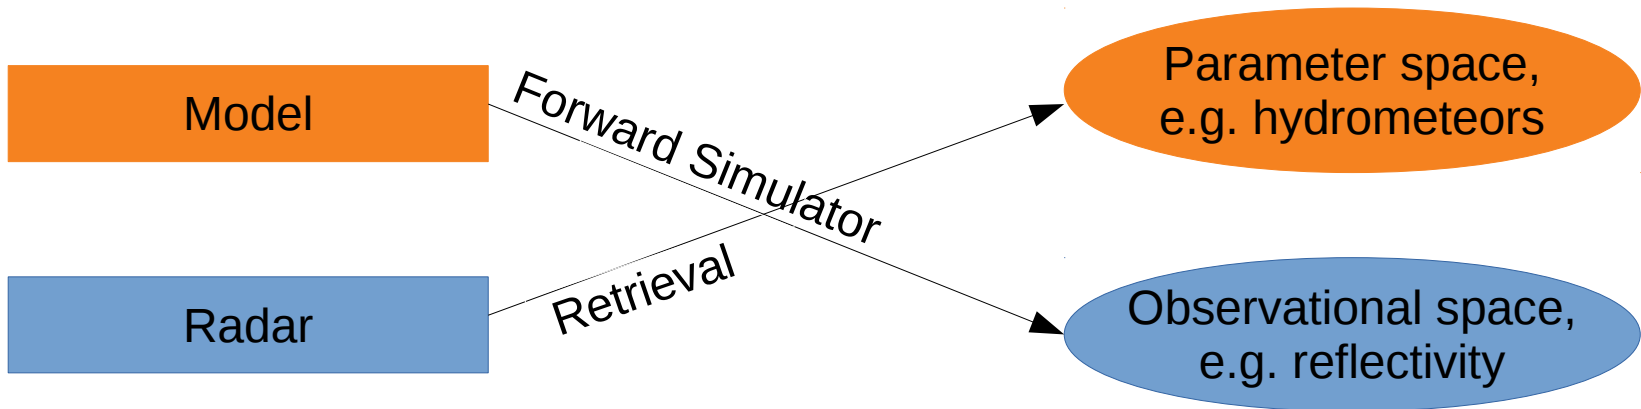 Model
Forward Simulator
Parameter space,
e.g. hydrometeors
Radar
Retrieval
Observational space,
e.g. reflectivity